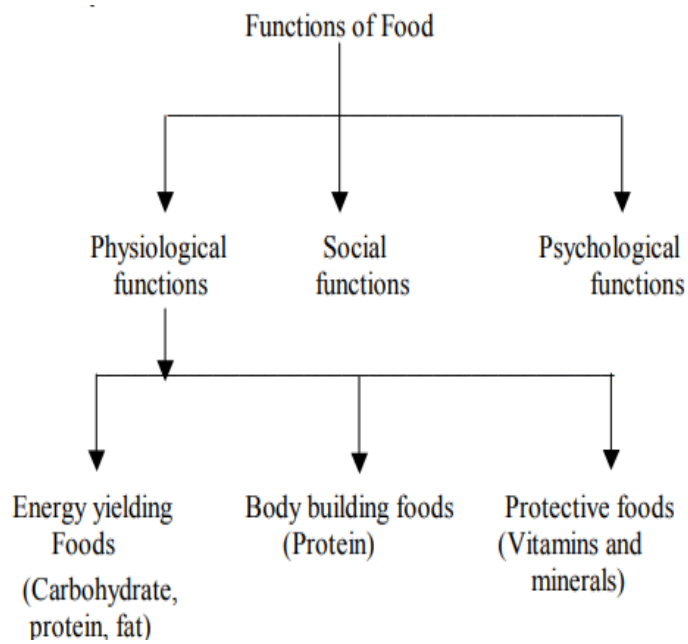 Functions of Food
Physiological functions
Social functions
Psychological functions
Energy yielding Foods
(Carbohydrate, protein, fat)
Body building foods
(Protein)
Protective foods
(Vitamins and minerals)